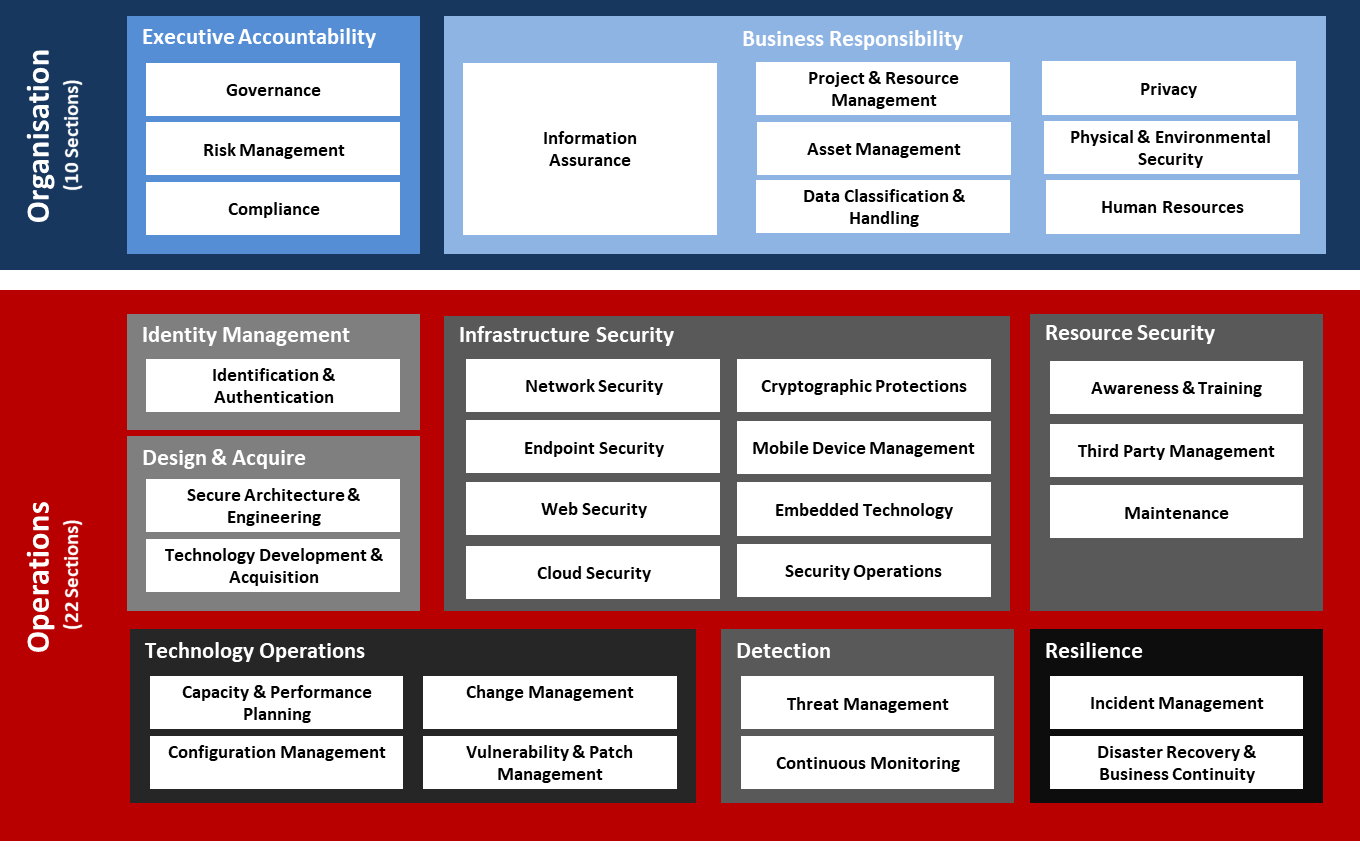 Organisation
(10 Sections)
Executive Accountability
Governance
Risk Management
Compliance
Business Responsibility
Information
Assurance
Project & Resource
Management
Asset Management
Data Classification &
Handling
Privacy
Physical & Environmental
Security
Human Resources
Operations
(22 Sections)
Identity Management
Identification &
Authentication
Design & Acquire
Secure Architecture &
Engineering
Technology Development &
Acquisition
Infrastructure Security
Network Security
Endpoint Security
Web Security
Cloud Security
Cryptographic Protections
Mobile Device Management
Embedded Technology
Security Operations
Resource Security
Awareness & Training
Third Party Management
Maintenance
Technology Operations
Capacity & Performance
Planning
Configuration Management
Change Management
Vulnerability & Patch
Management
Detection
Threat Management
Continuous Monitoring
Resilience
Incident Management
Disaster Recovery &
Business Continuity